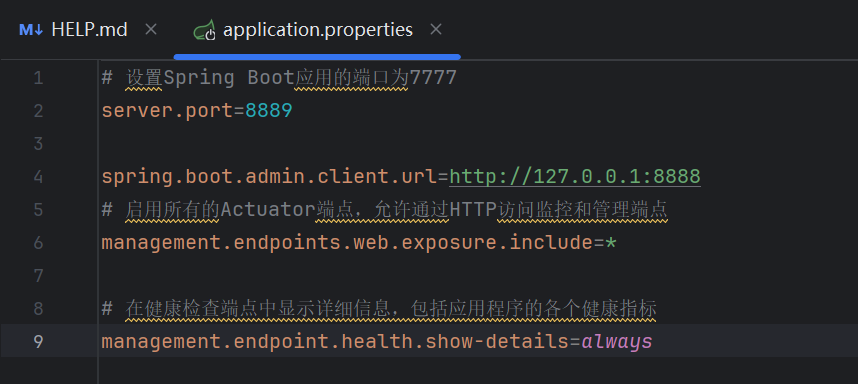 M↓ HELP.md × application.properties ×
1 # 设置Spring Boot应用的端口为7777
2 server.port=8889
3
4 spring.boot.admin.client.url=http://127.0.0.1:8888
5 # 启用所有的Actuator端点，允许通过HTTP访问监控和管理端点
6 management.endpoints.web.exposure.include=*
7
8 # 在健康检查端点中显示详细信息，包括应用程序的各个健康指标
9 management.endpoint.health.show-details=always